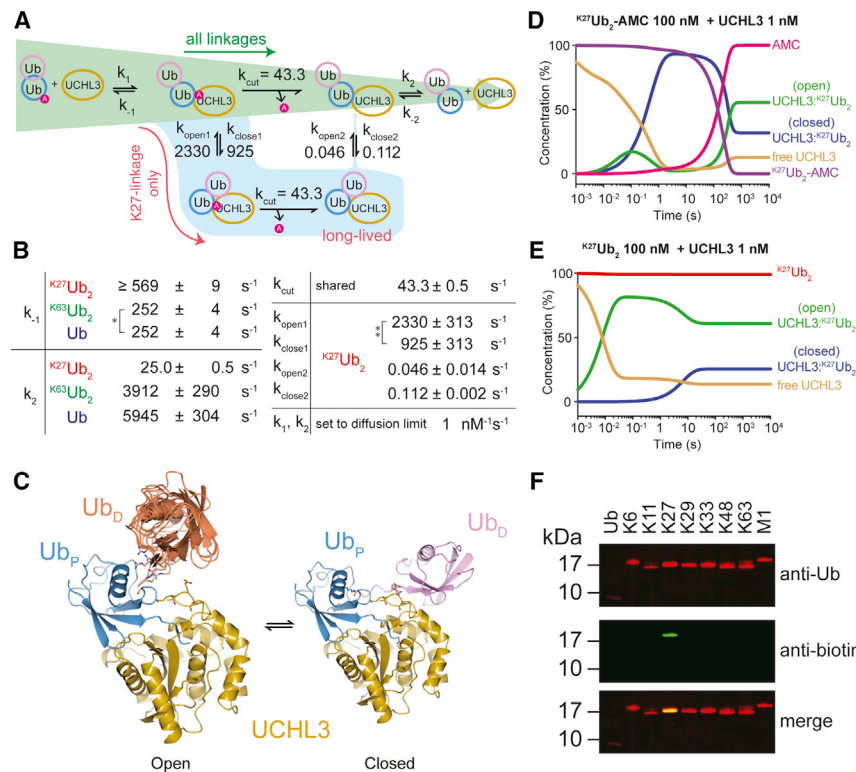 A
all linkages
Ub
Ub
A
+
UCHL3
k1
k-1
Ub
Ub
A
UCHL3
kcut = 43.3
A
Ub
Ub
UCHL3
k2
k-2
Ub
Ub
+
UCHL3
kopen1 kclose1
2330 925
kopen2 kclose2
0.046 0.112
K27-linkage
only
Ub
Ub
A
UCHL3
kcut = 43.3
A
Ub
Ub
UCHL3
long-lived
B
k-1
K27Ub2 ≥ 569 ± 9 s-1
K63Ub2 252 ± 4 s-1
*
Ub 252 ± 4 s-1
k2
K27Ub2 25.0 ± 0.5 s-1
K63Ub2 3912 ± 290 s-1
Ub 5945 ± 304 s-1
kcut shared 43.3 ± 0.5 s-1
kopen1 2330 ± 313 s-1
**
kclose1 925 ± 313 s-1
K27Ub2
kopen2 0.046 ± 0.014 s-1
kclose2 0.112 ± 0.002 s-1
k1, k2 set to diffusion limit 1 nM-1s-1
C
UbD
UbP
UbP
UbD
UCHL3
Open
Closed
D
K27Ub2-AMC 100 nM + UCHL3 1 nM
Concentration (%)
100
50
0
10-3 10-2 10-1 100 101 102 103 104
Time (s)
AMC
(open)
UCHL3:K27Ub2
(closed)
UCHL3:K27Ub2
free UCHL3
K27Ub2-AMC
E
K27Ub2 100 nM + UCHL3 1 nM
Concentration (%)
100
50
0
10-3 10-2 10-1 100 101 102 103 104
Time (s)
K27Ub2
(open)
UCHL3:K27Ub2
(closed)
UCHL3:K27Ub2
free UCHL3
F
kDa
Ub K6 K11 K27 K29 K33 K48 K63 M1
17
10
anti-Ub
17
10
anti-biotin
17
10
merge